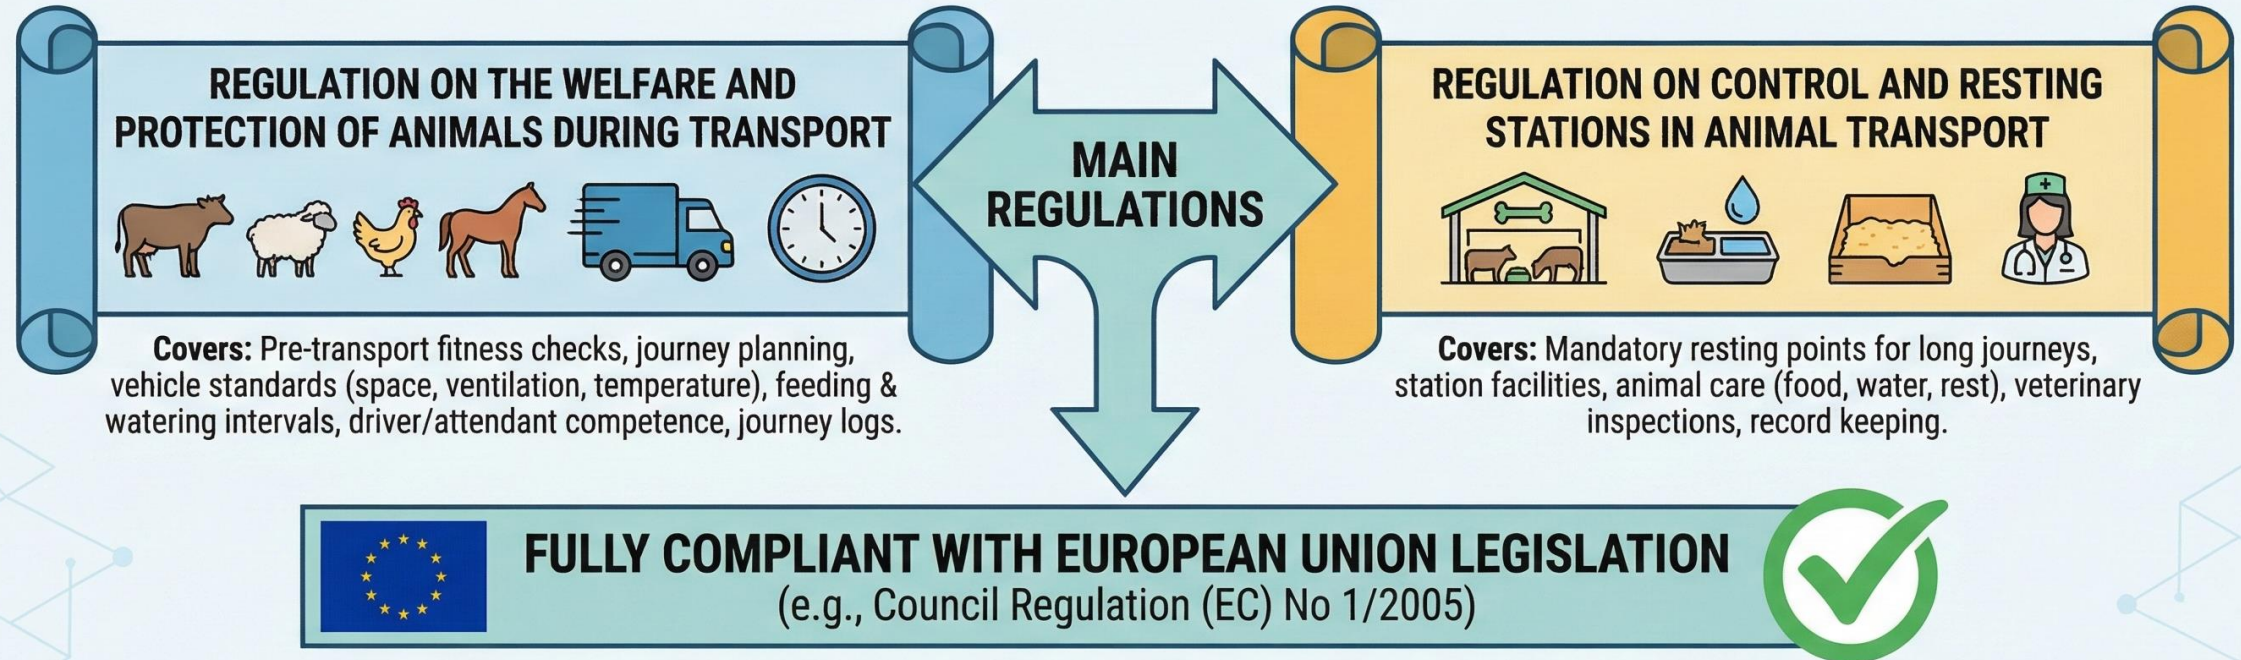 REGULATION ON THE WELFARE AND
PROTECTION OF ANIMALS DURING TRANSPORT
Covers: Pre-transport fitness checks, journey planning,
vehicle standards (space, ventilation, temperature), feeding &
watering intervals, driver/attendant competence, journey logs.
MAIN
REGULATIONS
REGULATION ON CONTROL AND RESTING
STATIONS IN ANIMAL TRANSPORT
Covers: Mandatory resting points for long journeys,
station facilities, animal care (food, water, rest), veterinary
inspections, record keeping.
FULLY COMPLIANT WITH EUROPEAN UNION LEGISLATION
(e.g., Council Regulation (EC) No 1/2005)